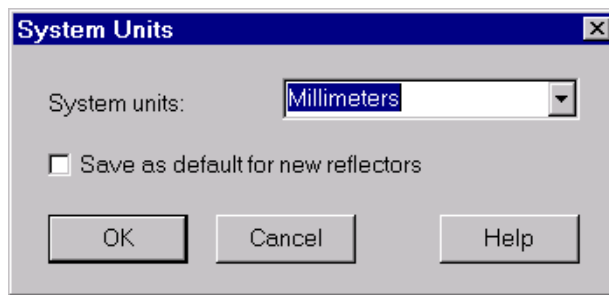 System Units
System units: Millimeters
Save as default for new reflectors
OK Cancel Help